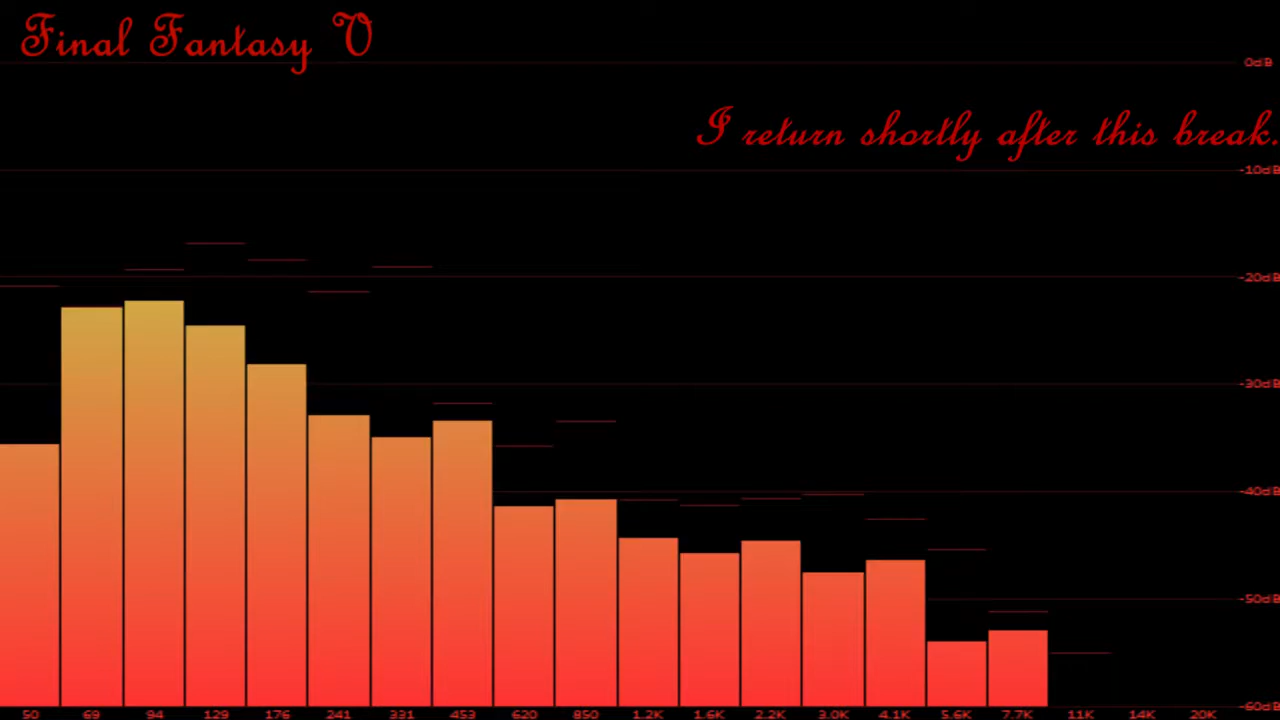 Final Fantasy V
0dB
I return shortly after this break.
-10dB
-20dB
-30dB
-40dB
-50dB
-60dB
50 69 94 129 176 241 331 453 620 850 1.2K 1.6K 2.2K 3.0K 4.1K 5.6K 7.7K 11K 14K 20K